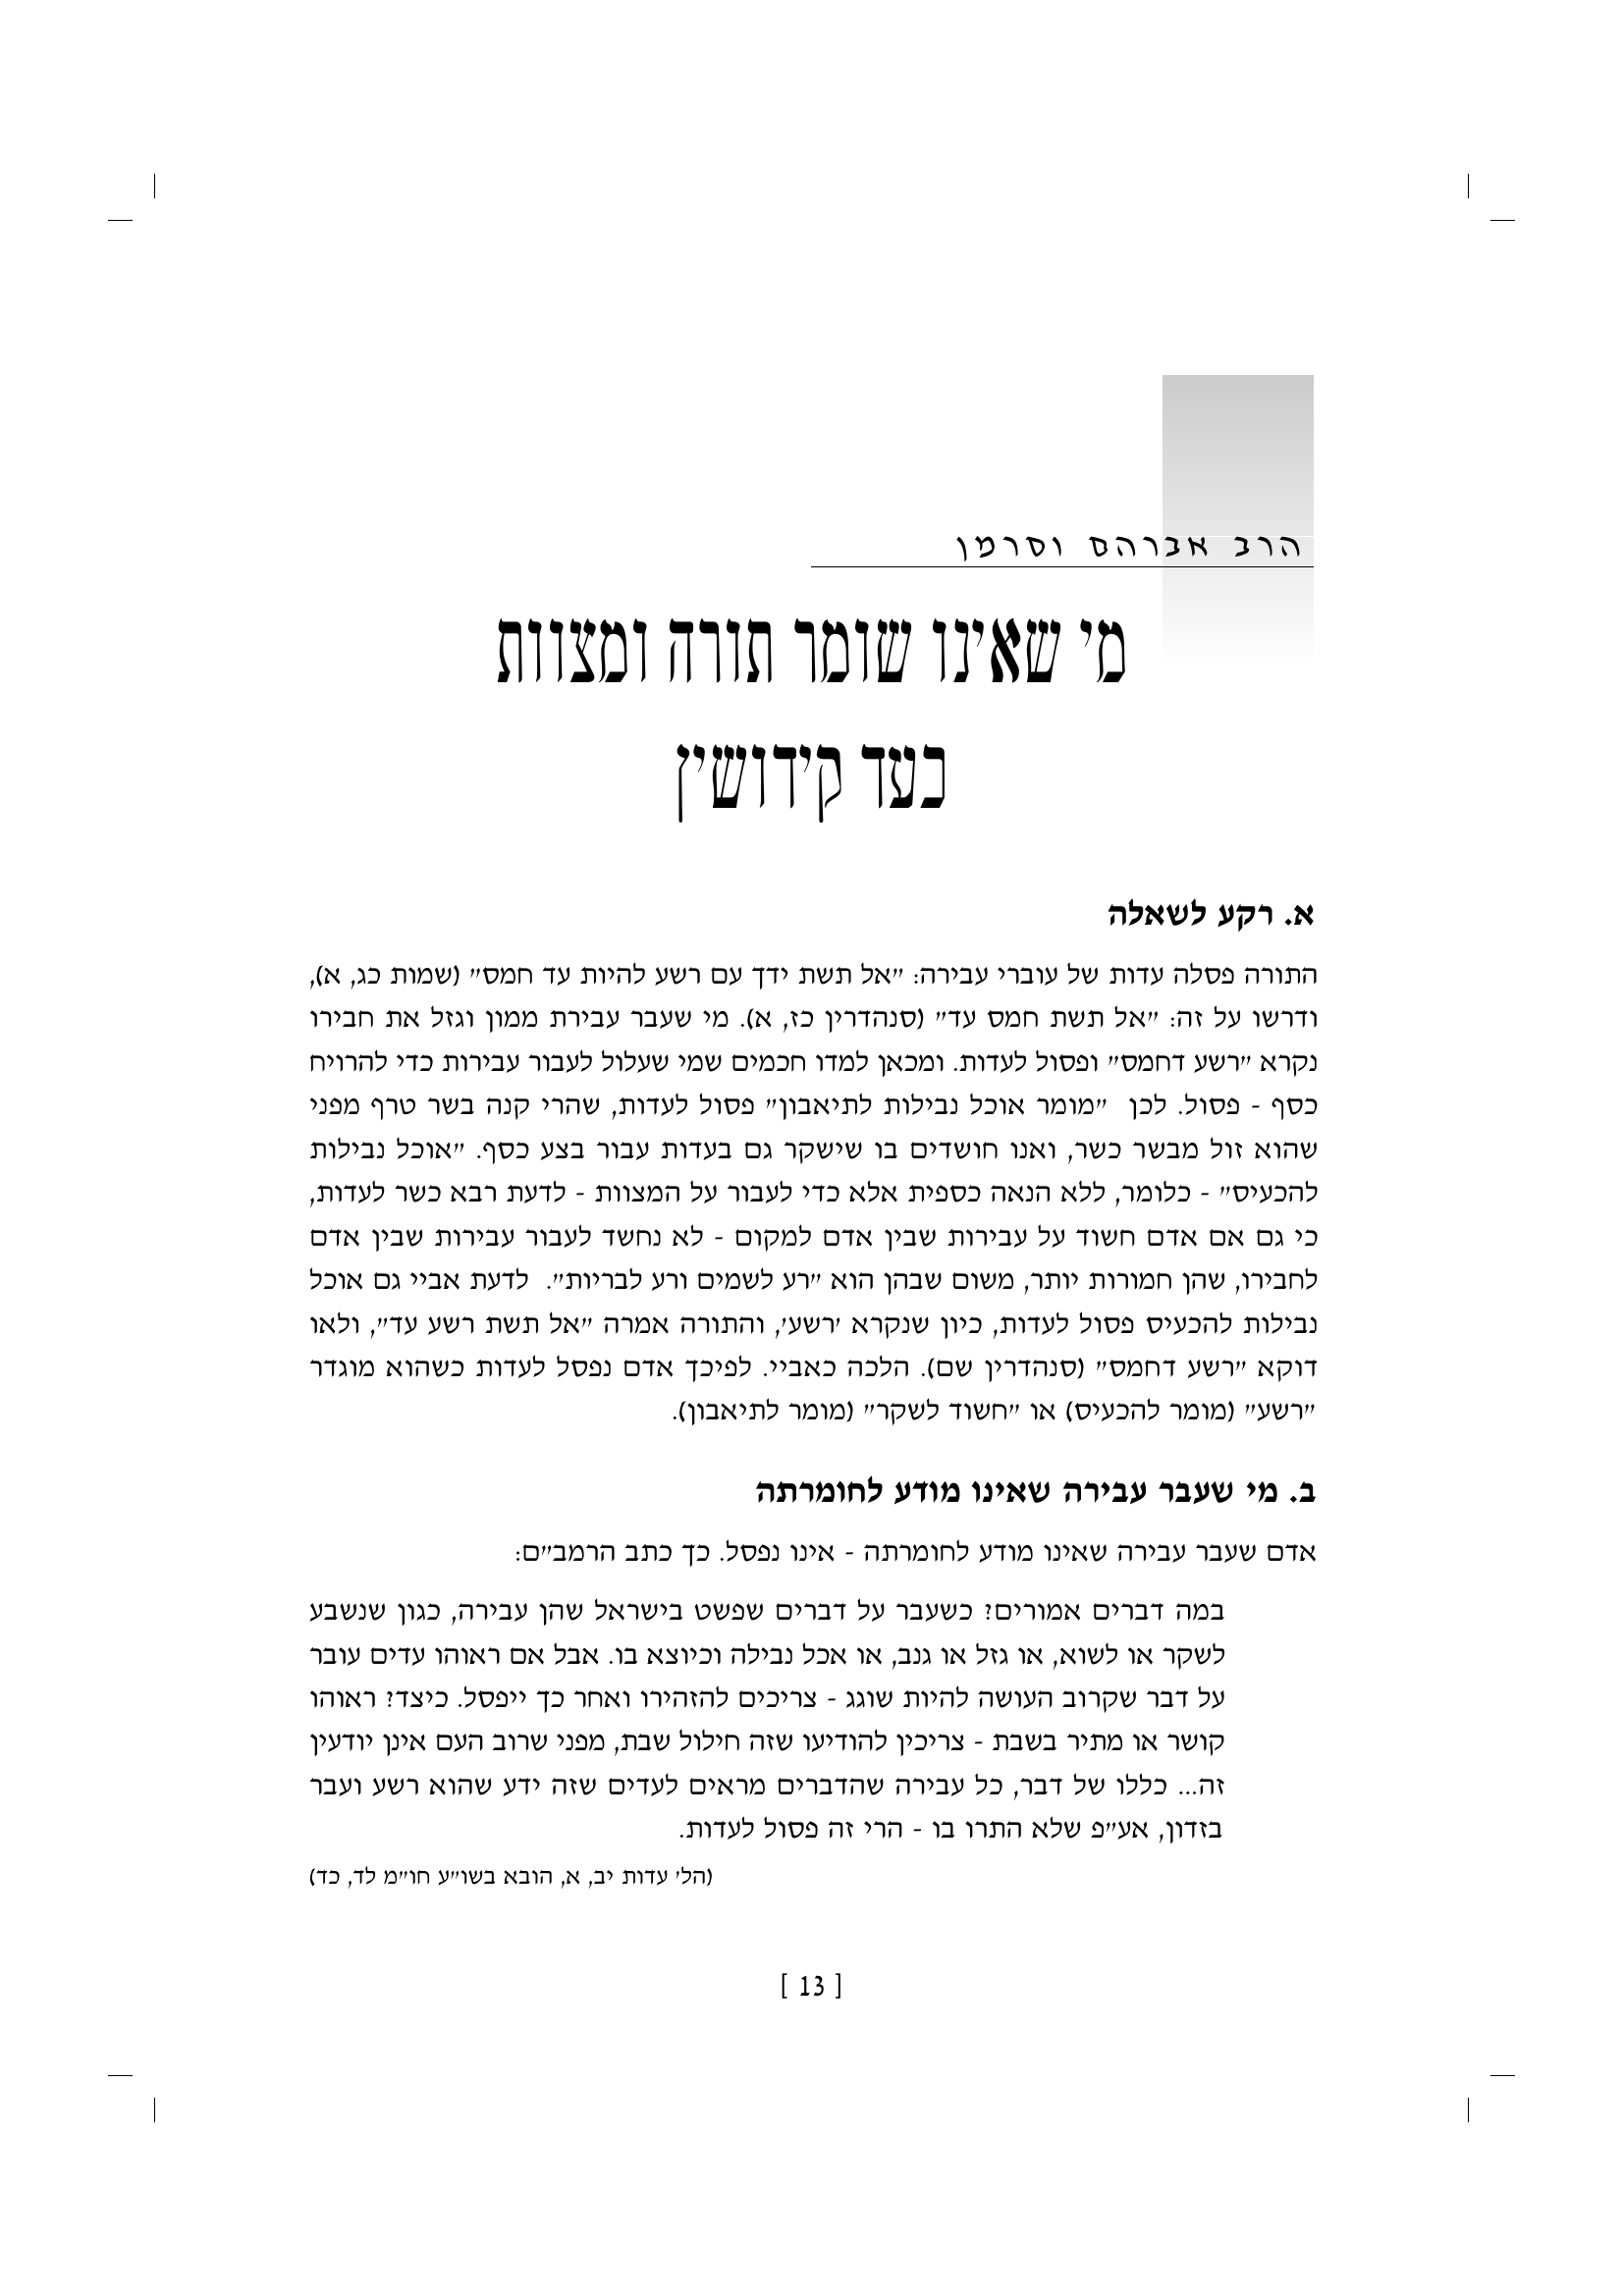 הרב אברהם וסרמן
מי שאינו שומר תורה ומצוות
כעד קידושין
א. רקע לשאלה
התורה פסלה עדות של עוברי עבירה: "אל תשת ידך עם רשע להיות עד חמס" (שמות כג, א),
ודרשו על זה: "אל תשת חמס עד" (סנהדרין כז, א). מי שעבר עבירת ממון וגזל את חבירו
נקרא "רשע דחמס" ופסול לעדות. ומכאן למדו חכמים שמי שעלול לעבור עבירות כדי להרויח
כסף - פסול. לכן "מומר אוכל נבילות לתיאבון" פסול לעדות, שהרי קנה בשר טרף מפני
שהוא זול מבשר כשר, ואנו חושדים בו שישקר גם בעדות עבור בצע כסף. "אוכל נבילות
להכעיס" - כלומר, ללא הנאה כספית אלא כדי לעבור על המצוות - לדעת רבא כשר לעדות,
כי גם אם אדם חשוד על עבירות שבין אדם למקום - לא נחשד לעבור עבירות שבין אדם
לחבירו, שהן חמורות יותר, משום שבהן הוא "רע לשמים ורע לבריות". לדעת אביי גם אוכל
נבילות להכעיס פסול לעדות, כיון שנקרא 'רשע', והתורה אמרה "אל תשת רשע עד", ולאו
דוקא "רשע דחמס" (סנהדרין שם). הלכה כאביי. לפיכך אדם נפסל לעדות כשהוא מוגדר
"רשע" (מומר להכעיס) או "חשוד לשקר" (מומר לתיאבון).
ב. מי שעבר עבירה שאינו מודע לחומרתה
אדם שעבר עבירה שאינו מודע לחומרתה - אינו נפסל. כך כתב הרמב"ם:
במה דברים אמורים? כשעבר על דברים שפשט בישראל שהן עבירה, כגון שנשבע
לשקר או לשוא, או גזל או גנב, או אכל נבילה וכיוצא בו. אבל אם ראוהו עדים עובר
על דבר שקרוב העושה להיות שוגג - צריכים להזהירו ואחר כך ייפסל. כיצד? ראוהו
קושר או מתיר בשבת - צריכין להודיעו שזה חילול שבת, מפני שרוב העם אינן יודעין
זה... כללו של דבר, כל עבירה שהדברים מראים לעדים שזה ידע שהוא רשע ועבר
בזדון, אע"פ שלא התרו בו - הרי זה פסול לעדות.
(הל' עדות יב, א, הובא בשו"ע חו"מ לד, כד)
[ 13 ]